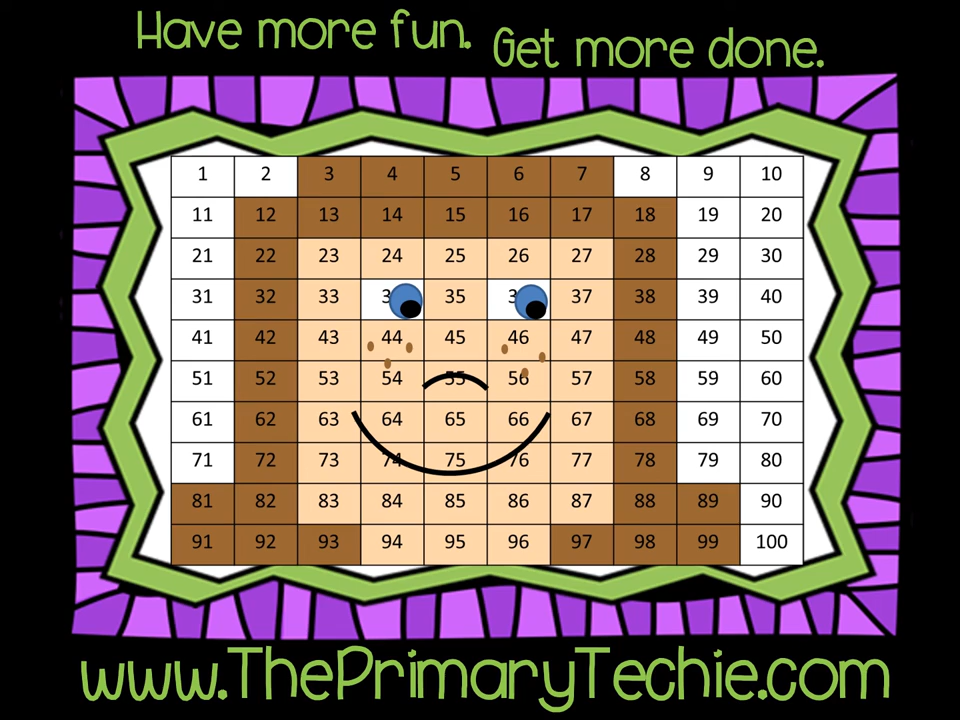 Have more fun. Get more done.
1 2 3 4 5 6 7 8 9 10
11 12 13 14 15 16 17 18 19 20
21 22 23 24 25 26 27 28 29 30
31 32 33 35 37 38 39 40
41 42 43 44 45 46 47 48 49 50
51 52 53 54 55 56 57 58 59 60
61 62 63 64 65 66 67 68 69 70
71 72 73 74 75 76 77 78 79 80
81 82 83 84 85 86 87 88 89 90
91 92 93 94 95 96 97 98 99 100
www.ThePrimaryTechie.com